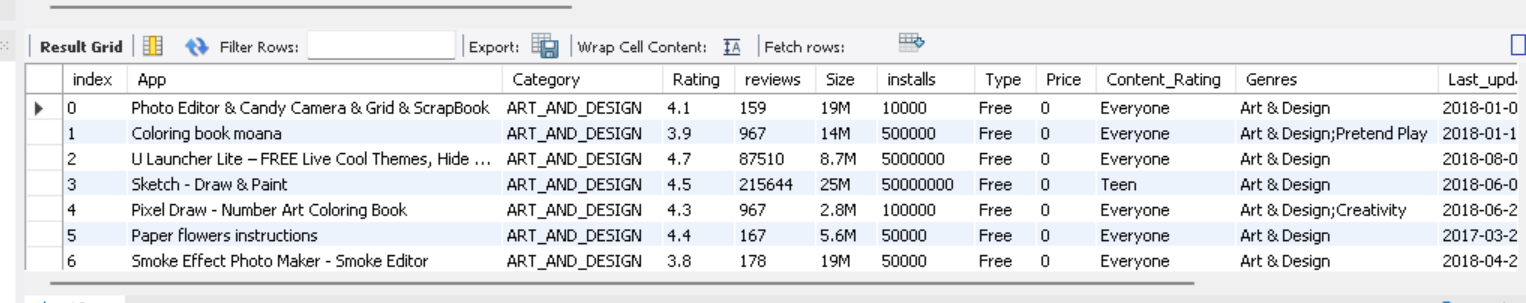 Result Grid Filter Rows: Export: Wrap Cell Content: Fetch rows:
index App Category Rating reviews Size installs Type Price Content_Rating Genres Last_upd
0 Photo Editor & Candy Camera & Grid & ScrapBook ART_AND_DESIGN 4.1 159 19M 10000 Free 0 Everyone Art & Design 2018-01-0
1 Coloring book moana ART_AND_DESIGN 3.9 967 14M 500000 Free 0 Everyone Art & Design;Pretend Play 2018-01-1
2 U Launcher Lite – FREE Live Cool Themes, Hide ... ART_AND_DESIGN 4.7 87510 8.7M 5000000 Free 0 Everyone Art & Design 2018-08-0
3 Sketch - Draw & Paint ART_AND_DESIGN 4.5 215644 25M 50000000 Free 0 Teen Art & Design 2018-06-0
4 Pixel Draw - Number Art Coloring Book ART_AND_DESIGN 4.3 967 2.8M 100000 Free 0 Everyone Art & Design;Creativity 2018-06-2
5 Paper flowers instructions ART_AND_DESIGN 4.4 167 5.6M 50000 Free 0 Everyone Art & Design 2017-03-2
6 Smoke Effect Photo Maker - Smoke Editor ART_AND_DESIGN 3.8 178 19M 50000 Free 0 Everyone Art & Design 2018-04-2